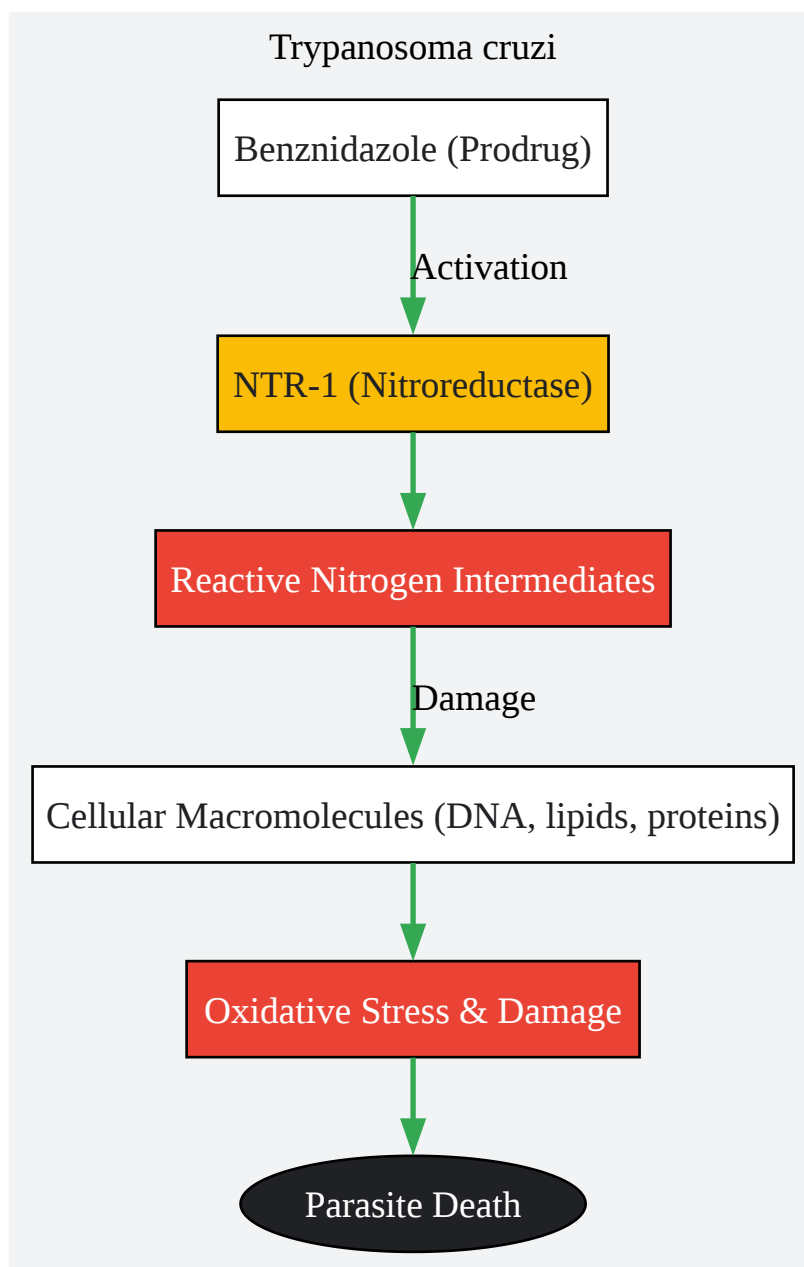 Trypanosoma cruzi
Benznidazole (Prodrug)
Activation
NTR-1 (Nitroreductase)
Reactive Nitrogen Intermediates
Damage
Cellular Macromolecules (DNA, lipids, proteins)
Oxidative Stress & Damage
Parasite Death